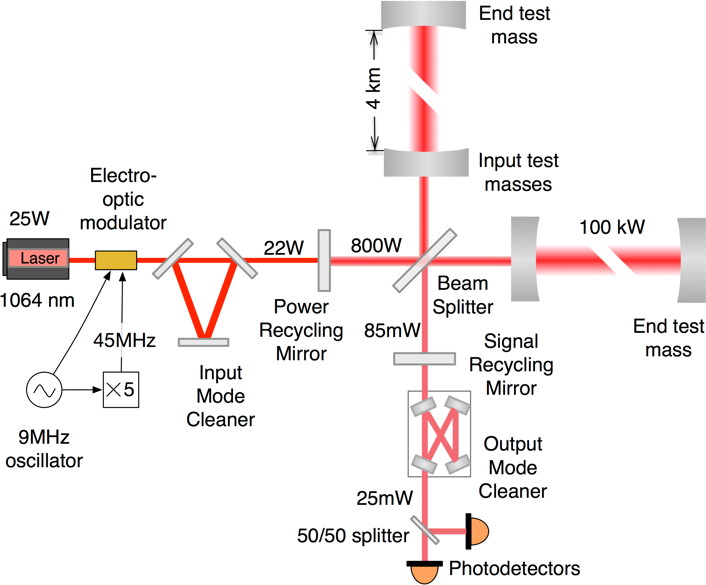 End test
mass
4 km
Input test
masses
Electro-
optic
modulator
25W
Laser
1064 nm
22W
800W
100 kW
Beam
Splitter
End test
mass
Power
Recycling
Mirror
45MHz
×5
9MHz
oscillator
Input
Mode
Cleaner
85mW
Signal
Recycling
Mirror
Output
Mode
Cleaner
25mW
50/50 splitter
Photodetectors